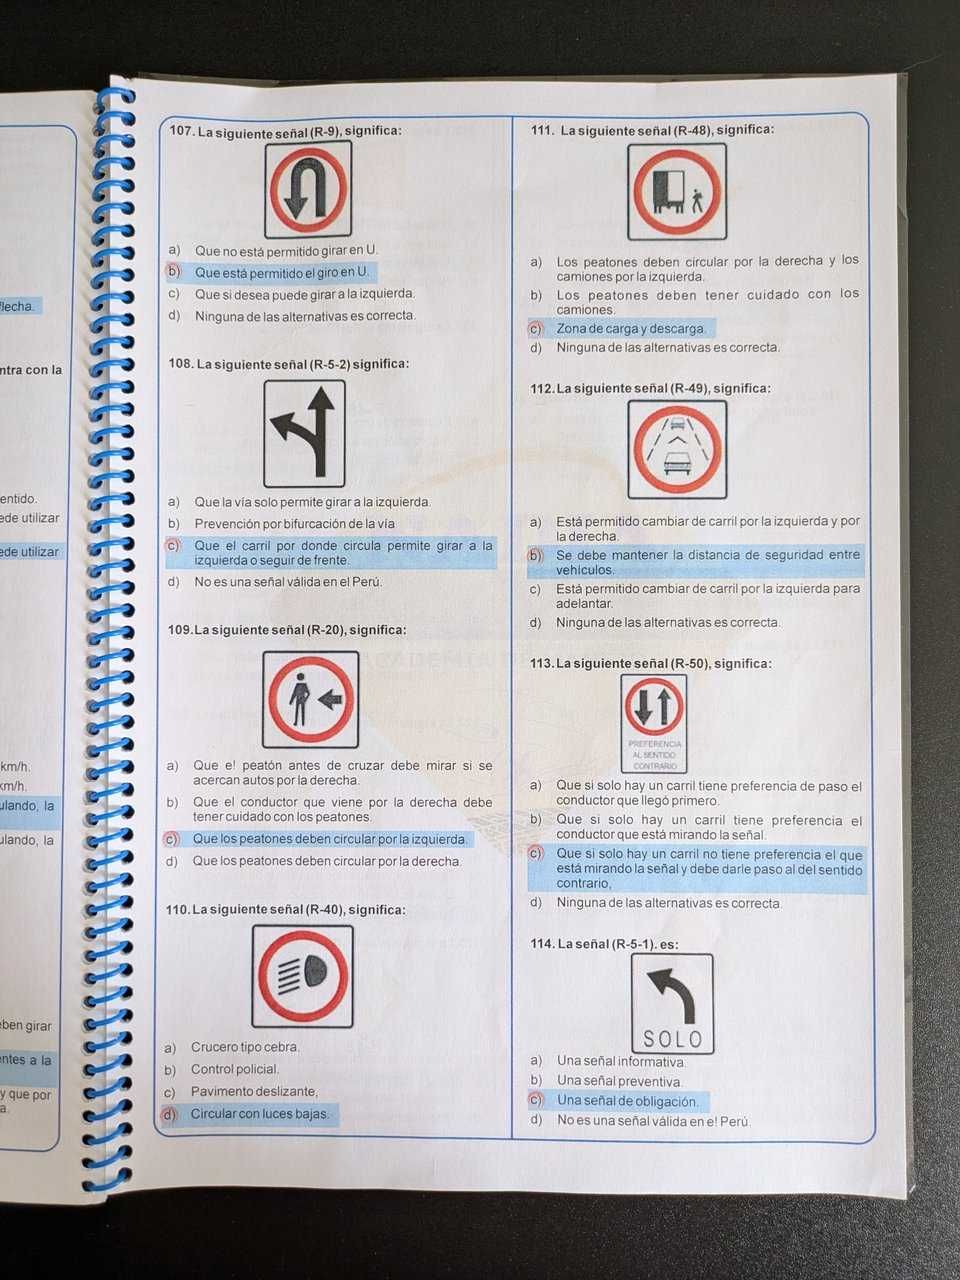 flecha.
ntra con la
entido.
ede utilizar
ede utilizar
km/h.
km/h.
ulando, la
ulando, la
eben girar
entes a la
y que por
a.
107. La siguiente señal (R-9), significa:
a) Que no está permitido girar en U.
b) Que está permitido el giro en U.
c) Que si desea puede girar a la izquierda.
d) Ninguna de las alternativas es correcta.
108. La siguiente señal (R-5-2) significa:
a) Que la vía solo permite girar a la izquierda.
b) Prevención por bifurcación de la vía
c) Que el carril por donde circula permite girar a la
izquierda o seguir de frente.
d) No es una señal válida en el Perú.
109.La siguiente señal (R-20), significa:
a) Que e! peatón antes de cruzar debe mirar si se
acercan autos por la derecha.
b) Que el conductor que viene por la derecha debe
tener cuidado con los peatones.
c) Que los peatones deben circular por la izquierda.
d) Que los peatones deben circular por la derecha.
110. La siguiente señal (R-40), significa:
a) Crucero tipo cebra.
b) Control policial.
c) Pavimento deslizante,
d) Circular con luces bajas.
111. La siguiente señal (R-48), significa:
a) Los peatones deben circular por la derecha y los
camiones por la izquierda.
b) Los peatones deben tener cuidado con los
camiones.
c) Zona de carga y descarga.
d) Ninguna de las alternativas es correcta.
112. La siguiente señal (R-49), significa:
a) Está permitido cambiar de carril por la izquierda y por
la derecha.
b) Se debe mantener la distancia de seguridad entre
vehículos.
c) Está permitido cambiar de carril por la izquierda para
adelantar.
d) Ninguna de las alternativas es correcta.
113. La siguiente señal (R-50), significa:
PREFERENCIA
AL SENTIDO
CONTRARIO
a) Que si solo hay un carril tiene preferencia de paso el
conductor que llegó primero.
b) Que si solo hay un carril tiene preferencia el
conductor que está mirando la señal.
c) Que si solo hay un carril no tiene preferencia el que
está mirando la señal y debe darle paso al del sentido
contrario,
d) Ninguna de las alternativas es correcta.
114. La señal (R-5-1). es:
SOLO
a) Una señal informativa.
b) Una señal preventiva.
c) Una señal de obligación.
d) No es una señal válida en e! Perú.